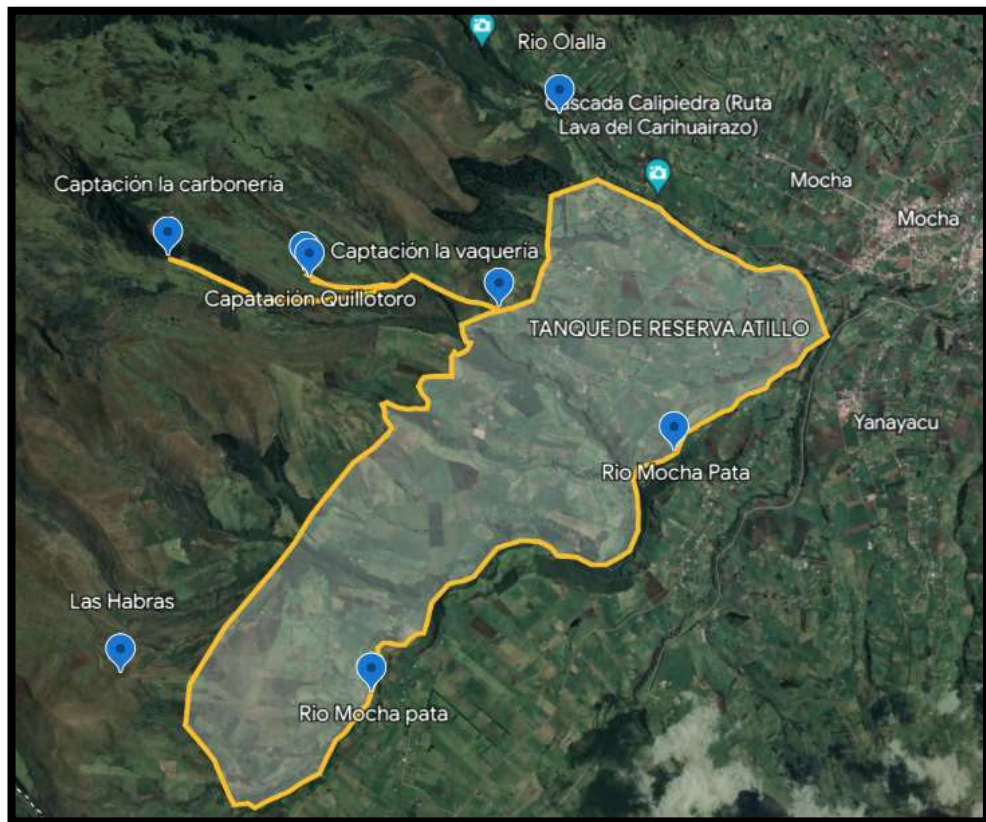 Rio Olalla
Cascada Calipiedra (Ruta
Lava del Carihuairazo)
Captación la carboneria
Mocha
Mocha
Captación la vaquería
Capatación Quillotoro
TANQUE DE RESERVA ATILLO
Yanayacu
Rio Mocha Pata
Las Habras
Rio Mocha pata